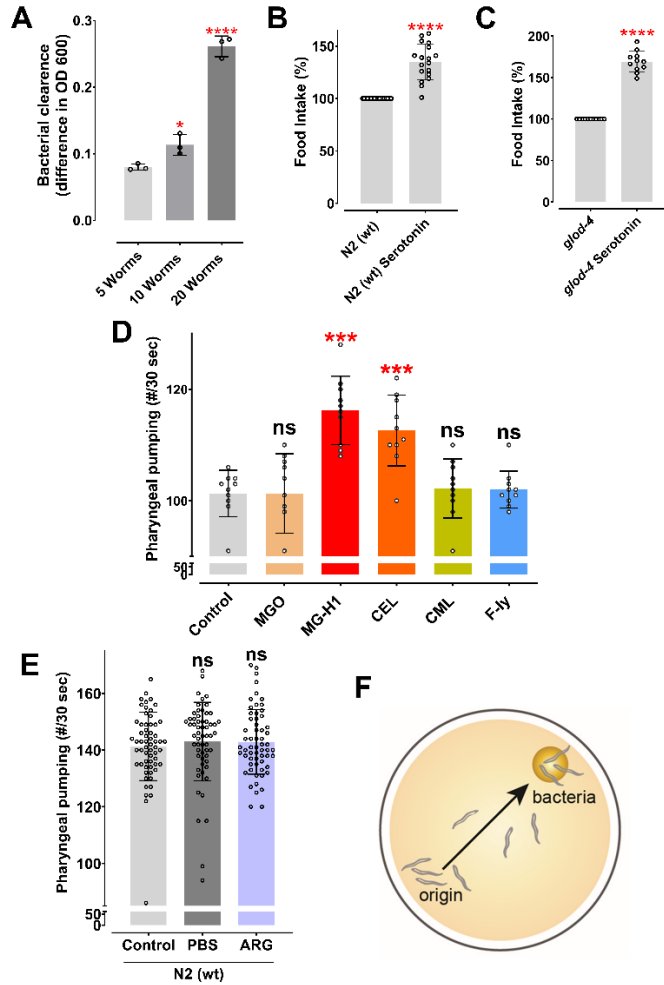 A
Bacterial clearence
(difference in OD 600)
0.3
0.2
0.1
0.0
*
****
5 Worms
10 Worms
20 Worms
B
Food Intake (%)
150
100
50
0
****
N2 (wt)
N2 (wt) Serotonin
C
Food Intake (%)
200
150
100
50
0
****
glod-4
glod-4 Serotonin
D
Pharyngeal pumping (#/30 sec)
120
100
50
0
ns
***
***
ns
ns
Control
MGO
MG-H1
CEL
CML
F-ly
E
Pharyngeal pumping (#/30 sec)
160
140
120
100
50
0
ns
ns
Control
PBS
ARG
N2 (wt)
F
bacteria
origin